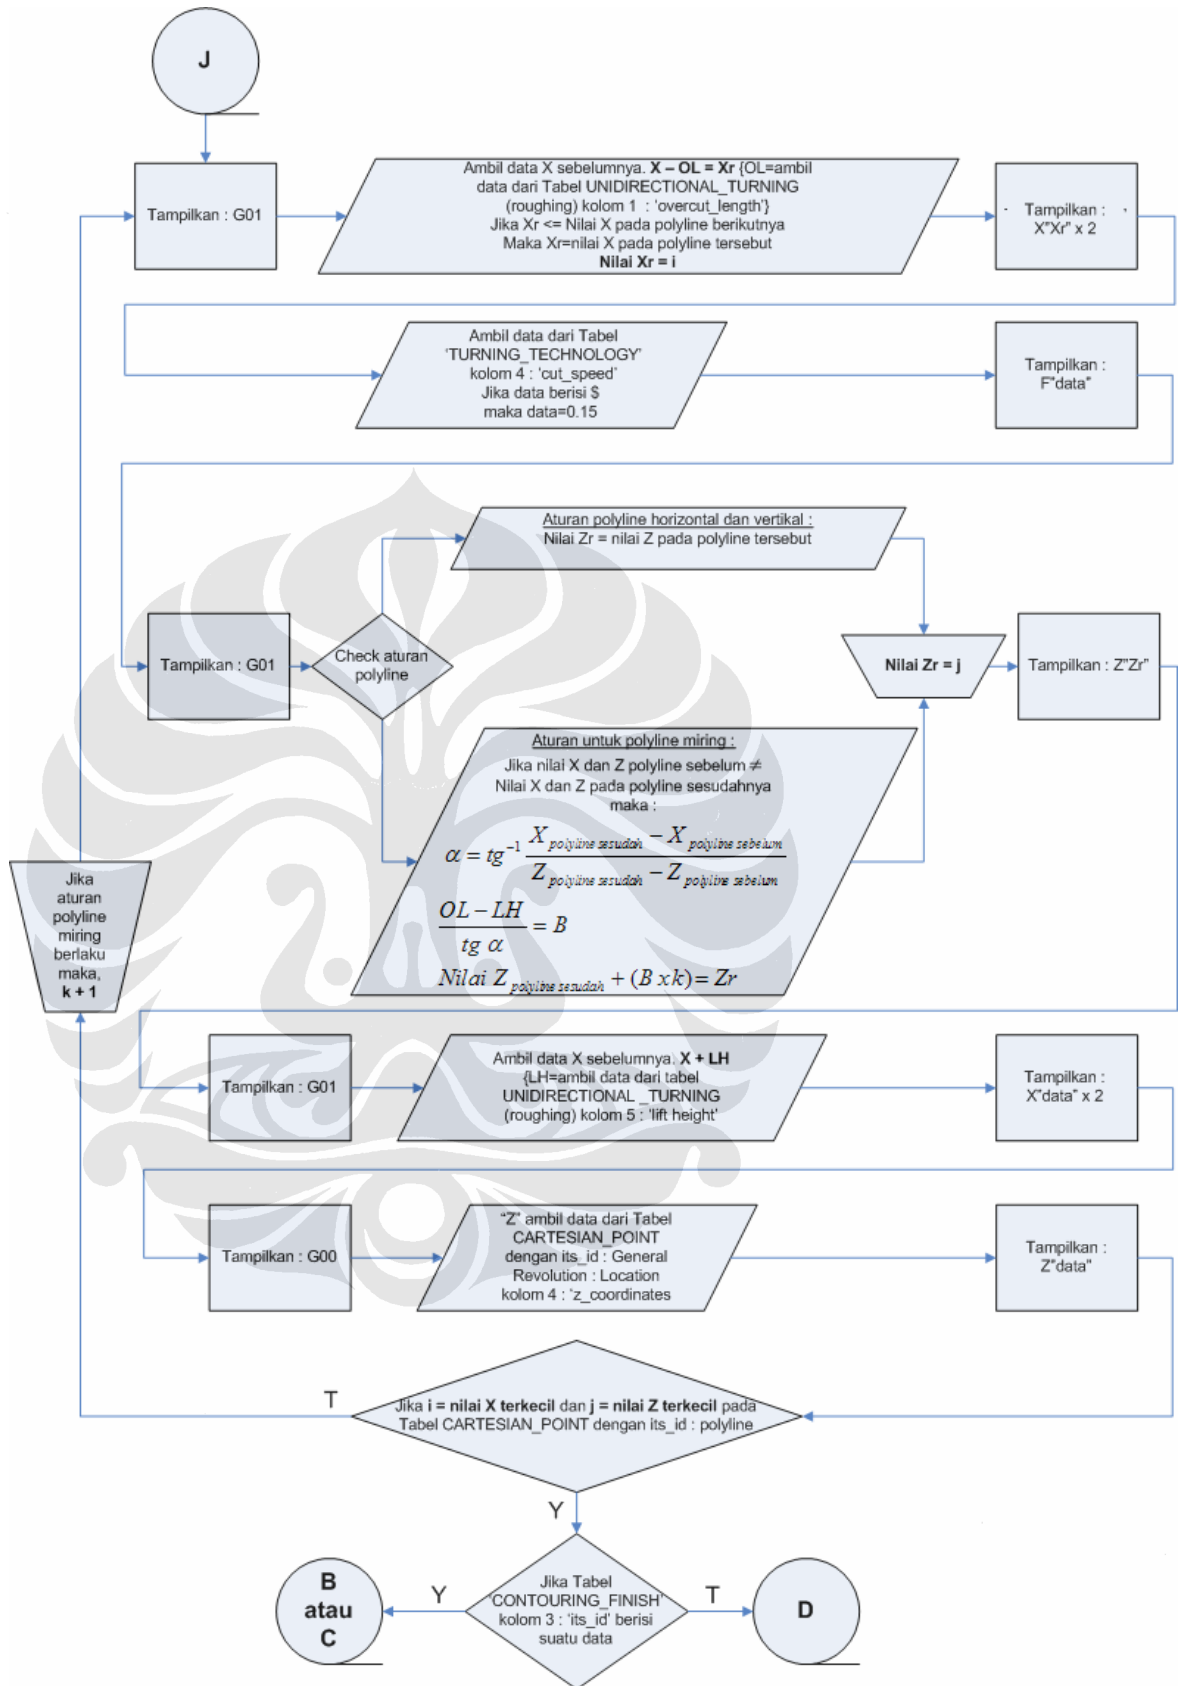 J
Tampilkan : G01
Ambil data X sebelumnya. X – OL = Xr {OL=ambil
data dari Tabel UNIDIRECTIONAL_TURNING
(roughing) kolom 1 : 'overcut_length'}
Jika Xr <= Nilai X pada polyline berikutnya
Maka Xr=nilai X pada polyline tersebut
Nilai Xr = i
Tampilkan :
X"Xr" x 2
Ambil data dari Tabel
'TURNING_TECHNOLOGY'
kolom 4 : 'cut_speed'
Jika data berisi $
maka data=0.15
Tampilkan :
F"data"
Aturan polyline horizontal dan vertikal :
Nilai Zr = nilai Z pada polyline tersebut
Tampilkan : G01
Check aturan
polyline
Nilai Zr = j
Tampilkan : Z"Zr"
Aturan untuk polyline miring :
Jika nilai X dan Z polyline sebelum ≠
Nilai X dan Z pada polyline sesudahnya
maka :
α = tg⁻¹ (X polyline sesudah − X polyline sebelum) / (Z polyline sesudah − Z polyline sebelum)
(OL − LH) / (tg α) = B
Nilai Z polyline sesudah + (B x k) = Zr
Jika
aturan
polyline
miring
berlaku
maka,
k + 1
Tampilkan : G01
Ambil data X sebelumnya. X + LH
{LH=ambil data dari tabel
UNIDIRECTIONAL _TURNING
(roughing) kolom 5 : 'lift height'
Tampilkan :
X"data" x 2
Tampilkan : G00
"Z" ambil data dari Tabel
CARTESIAN_POINT
dengan its_id : General
Revolution : Location
kolom 4 : 'z_coordinates
Tampilkan :
Z"data"
T
Jika i = nilai X terkecil dan j = nilai Z terkecil pada
Tabel CARTESIAN_POINT dengan its_id : polyline
Y
B
atau
C
Y
Jika Tabel
'CONTOURING_FINISH'
kolom 3 : 'its_id' berisi
suatu data
T
D